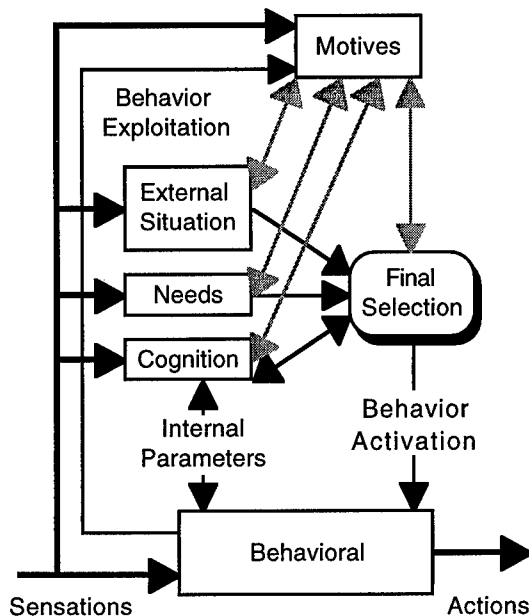 Motives
Behavior
Exploitation
External
Situation
Needs
Final
Selection
Cognition
Behavior
Activation
Internal
Parameters
Behavioral
Sensations
Actions